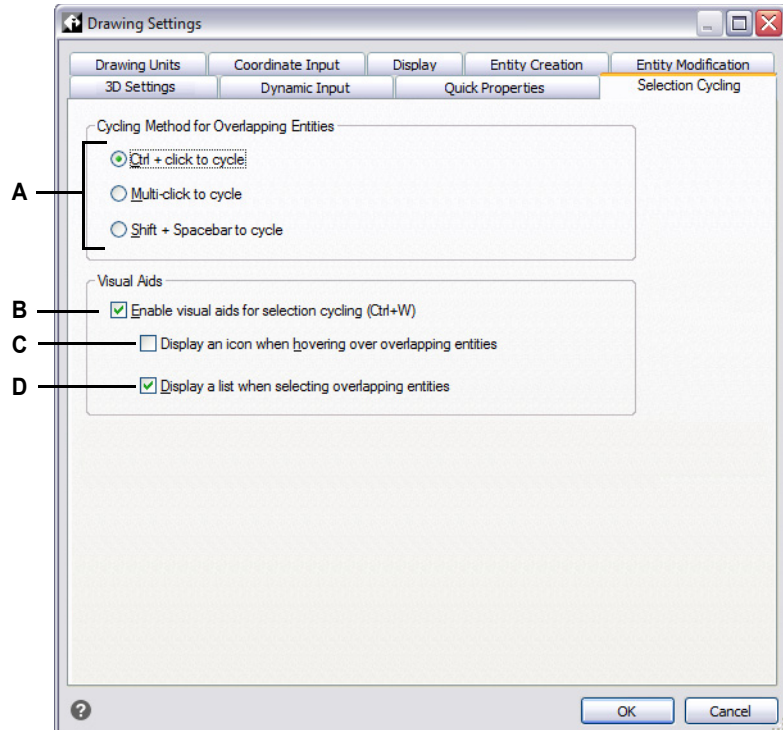 Drawing Settings
Drawing Units Coordinate Input Display Entity Creation Entity Modification
3D Settings Dynamic Input Quick Properties Selection Cycling
Cycling Method for Overlapping Entities
A
Ctrl + click to cycle
Multi-click to cycle
Shift + Spacebar to cycle
Visual Aids
B Enable visual aids for selection cycling (Ctrl+W)
C Display an icon when hovering over overlapping entities
D Display a list when selecting overlapping entities
?
OK Cancel